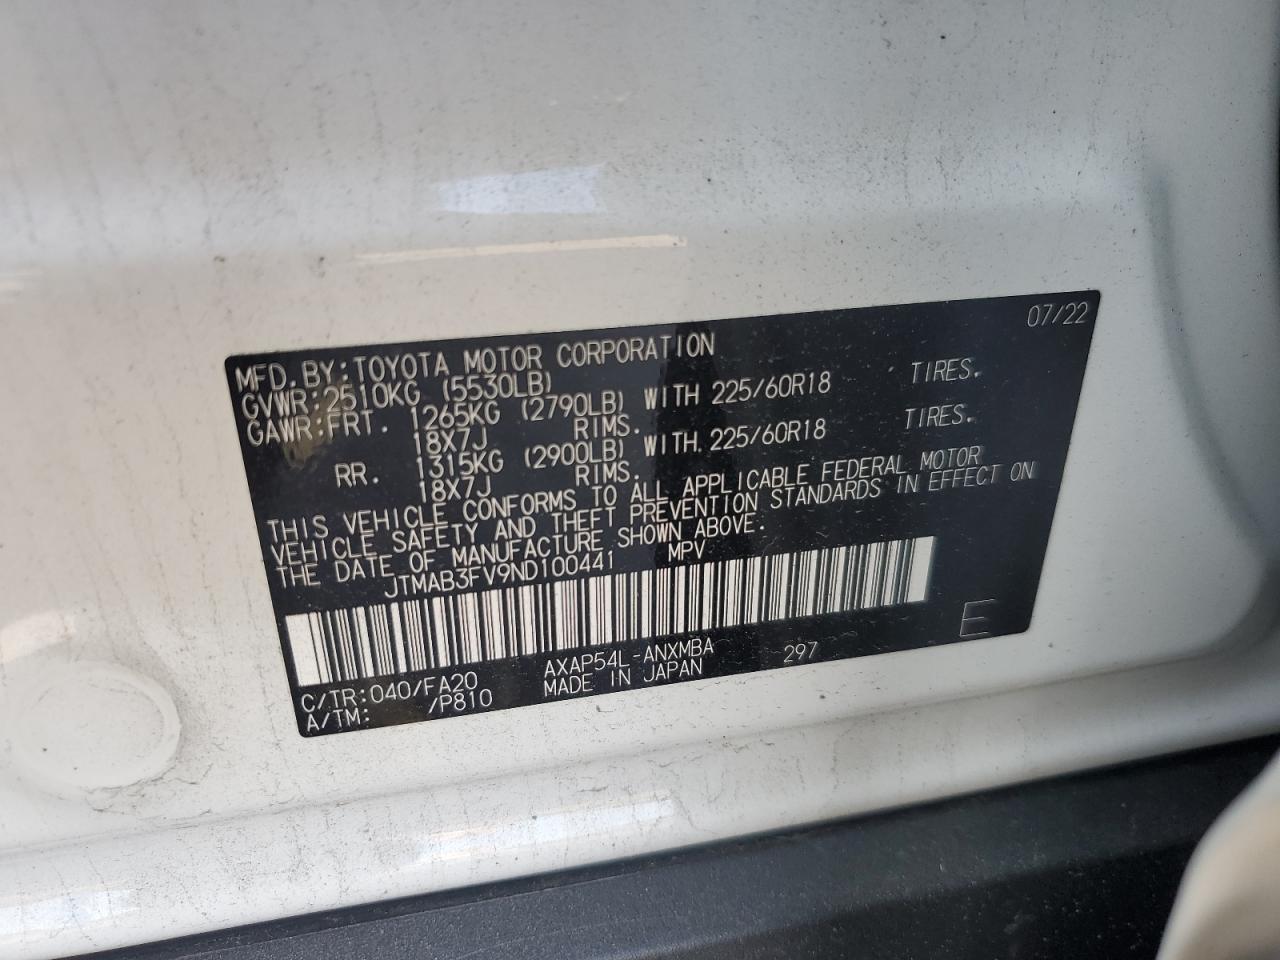 07/22
MFD.BY:TOYOTA MOTOR CORPORATION
GVWR:2510KG (5530LB)
GAWR:FRT. 1265KG (2790LB) WITH 225/60R18 TIRES.
18X7J RIMS.
RR. 1315KG (2900LB) WITH 225/60R18 TIRES.
18X7J RIMS.
THIS VEHICLE CONFORMS TO ALL APPLICABLE FEDERAL MOTOR
VEHICLE SAFETY AND THEFT PREVENTION STANDARDS IN EFFECT ON
THE DATE OF MANUFACTURE SHOWN ABOVE.
JTMAB3FV9ND100441 MPV
C/TR:040/FA20 AXAP54L-ANXMBA 297 E
A/TM: /P810 MADE IN JAPAN